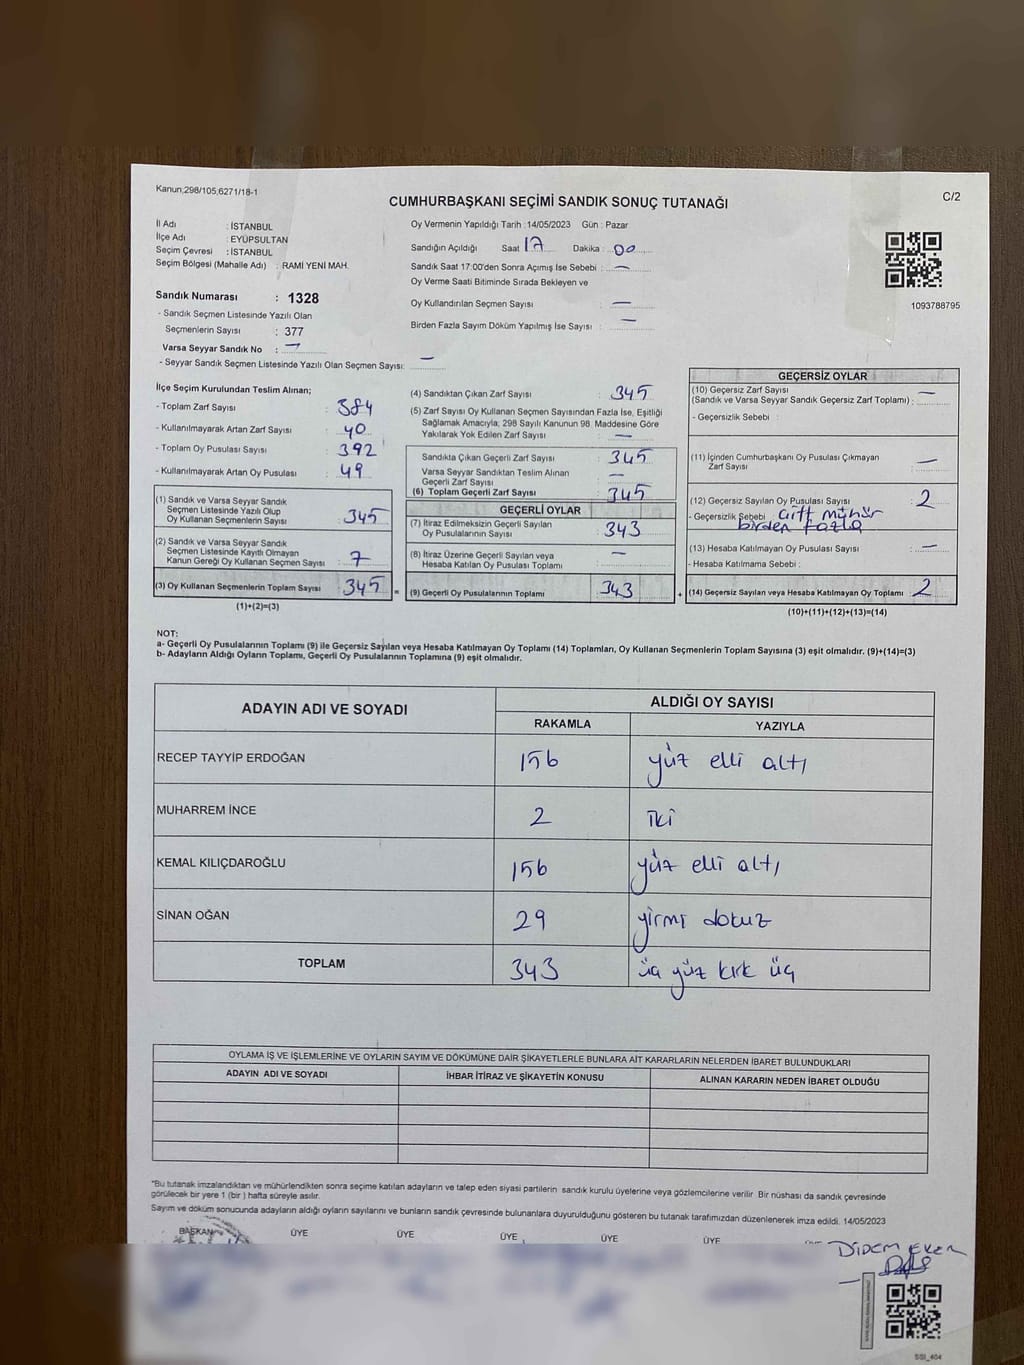 Kanun;298/105;6271/18-1
CUMHURBAŞKANI SEÇİMİ SANDIK SONUÇ TUTANAĞI
C/2
İl Adı : İSTANBUL
İlçe Adı : EYÜPSULTAN
Seçim Çevresi : İSTANBUL
Seçim Bölgesi (Mahalle Adı) : RAMİ YENİ MAH.
Sandık Numarası : 1328
- Sandık Seçmen Listesinde Yazılı Olan
Seçmenlerin Sayısı : 377
Varsa Seyyar Sandık No : —
- Seyyar Sandık Seçmen Listesinde Yazılı Olan Seçmen Sayısı: —
Oy Vermenin Yapıldığı Tarih : 14/05/2023 Gün : Pazar
Sandığın Açıldığı Saat 17 Dakika : 00
Sandık Saat 17:00'den Sonra Açımış İse Sebebi : —
Oy Verme Saati Bitiminde Sırada Bekleyen ve
Oy Kullandırılan Seçmen Sayısı —
Birden Fazla Sayım Döküm Yapılmış İse Sayısı : —
1093788795
İlçe Seçim Kurulundan Teslim Alınan;
- Toplam Zarf Sayısı : 384
- Kullanılmayarak Artan Zarf Sayısı : 40
- Toplam Oy Pusulası Sayısı : 392
- Kullanılmayarak Artan Oy Pusulası : 49
(1) Sandık ve Varsa Seyyar Sandık
Seçmen Listesinde Yazılı Olup
Oy Kullanan Seçmenlerin Sayısı : 345
(2) Sandık ve Varsa Seyyar Sandık
Seçmen Listesinde Kayıtlı Olmayan
Kanun Gereği Oy Kullanan Seçmen Sayısı : 7
(3) Oy Kullanan Seçmenlerin Toplam Sayısı : 345 =
(1)+(2)=(3)
(4) Sandıktan Çıkan Zarf Sayısı : 345
(5) Zarf Sayısı Oy Kullanan Seçmen Sayısından Fazla İse, Eşitliği
Sağlamak Amacıyla; 298 Sayılı Kanunun 98. Maddesine Göre
Yakılarak Yok Edilen Zarf Sayısı : —
Sandıkta Çıkan Geçerli Zarf Sayısı : 345
Varsa Seyyar Sandıktan Teslim Alınan
Geçerli Zarf Sayısı : —
(6) Toplam Geçerli Zarf Sayısı : 345
GEÇERLİ OYLAR
(7) İtiraz Edilmeksizin Geçerli Sayılan
Oy Pusulalarının Sayısı : 343
(8) İtiraz Üzerine Geçerli Sayılan veya
Hesaba Katılan Oy Pusulası Toplamı : —
(9) Geçerli Oy Pusulalarının Toplamı : 343 +
GEÇERSİZ OYLAR
(10) Geçersiz Zarf Sayısı
(Sandık ve Varsa Seyyar Sandık Geçersiz Zarf Toplamı) : —
- Geçersizlik Sebebi :
(11) İçinden Cumhurbaşkanı Oy Pusulası Çıkmayan
Zarf Sayısı : —
(12) Geçersiz Sayılan Oy Pusulası Sayısı : 2
- Geçersizlik Sebebi çift mühür
birden fazla
(13) Hesaba Katılmayan Oy Pusulası Sayısı : —
- Hesaba Katılmama Sebebi :
(14) Geçersiz Sayılan veya Hesaba Katılmayan Oy Toplamı : 2
(10)+(11)+(12)+(13)=(14)
NOT:
a- Geçerli Oy Pusulalarının Toplamı (9) ile Geçersiz Sayılan veya Hesaba Katılmayan Oy Toplamı (14) Toplamları, Oy Kullanan Seçmenlerin Toplam Sayısına (3) eşit olmalıdır. (9)+(14)=(3)
b- Adayların Aldığı Oyların Toplamı, Geçerli Oy Pusulalarının Toplamına (9) eşit olmalıdır.
ADAYIN ADI VE SOYADI ALDIĞI OY SAYISI
RAKAMLA YAZIYLA
RECEP TAYYİP ERDOĞAN 156 yüz elli altı
MUHARREM İNCE 2 iki
KEMAL KILIÇDAROĞLU 156 yüz elli altı
SİNAN OĞAN 29 yirmi dokuz
TOPLAM 343 üç yüz kırk üç
OYLAMA İŞ VE İŞLEMLERİNE VE OYLARIN SAYIM VE DÖKÜMÜNE DAİR ŞİKAYETLERLE BUNLARA AİT KARARLARIN NELERDEN İBARET BULUNDUKLARI
ADAYIN ADI VE SOYADI İHBAR İTİRAZ VE ŞİKAYETİN KONUSU ALINAN KARARIN NEDEN İBARET OLDUĞU
"Bu tutanak imzalandıktan ve mühürlendikten sonra seçime katılan adayların ve talep eden siyasi partilerin sandık kurulu üyelerine veya gözlemcilerine verilir. Bir nüshası da sandık çevresinde
görülecek bir yere 1 (bir ) hafta süreyle asılır.
Sayım ve döküm sonucunda adayların aldığı oyların sayılarını ve bunların sandık çevresinde bulunanlara duyurulduğunu gösteren bu tutanak tarafımızdan düzenlenerek imza edildi. 14/05/2023
BAŞKAN ÜYE ÜYE ÜYE ÜYE ÜYE
DİDEM EKER
SSI_404